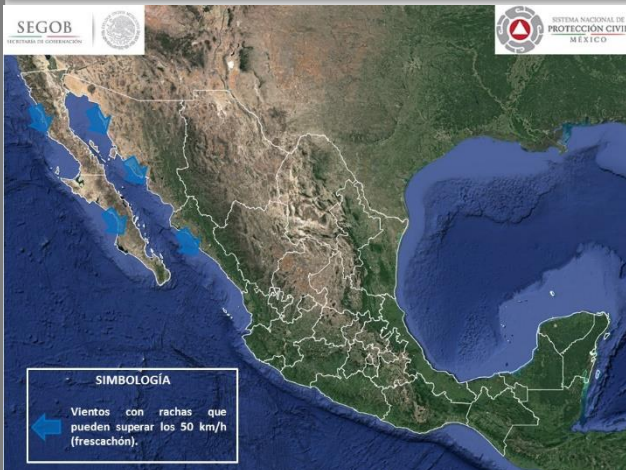 SEGOB
SECRETARÍA DE GOBERNACIÓN
SISTEMA NACIONAL DE
PROTECCIÓN CIVIL
MÉXICO
SIMBOLOGÍA
Vientos con rachas que
pueden superar los 50 km/h
(frescachón).